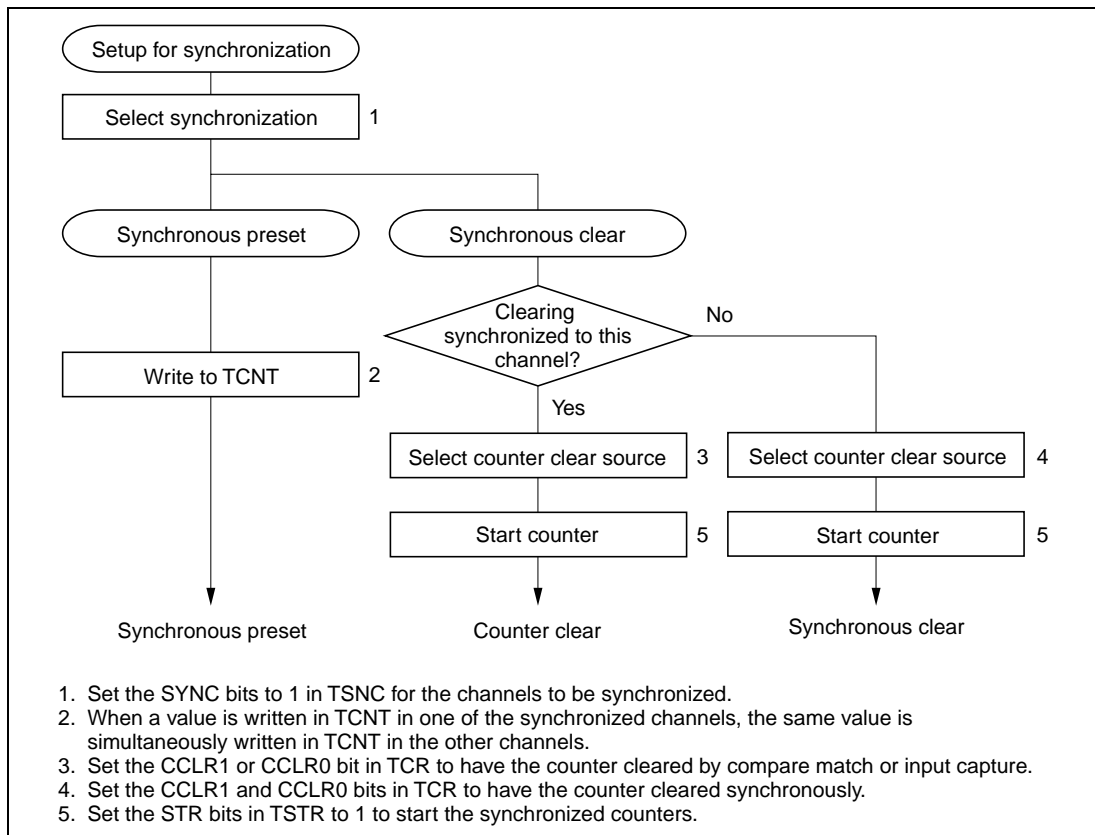 Setup for synchronization
Select synchronization 1
Synchronous preset
Synchronous clear
Clearing
synchronized to this
channel?
No
Write to TCNT 2
Yes
Select counter clear source 3
Select counter clear source 4
Start counter 5
Start counter 5
Synchronous preset
Counter clear
Synchronous clear
1. Set the SYNC bits to 1 in TSNC for the channels to be synchronized.
2. When a value is written in TCNT in one of the synchronized channels, the same value is
simultaneously written in TCNT in the other channels.
3. Set the CCLR1 or CCLR0 bit in TCR to have the counter cleared by compare match or input capture.
4. Set the CCLR1 and CCLR0 bits in TCR to have the counter cleared synchronously.
5. Set the STR bits in TSTR to 1 to start the synchronized counters.